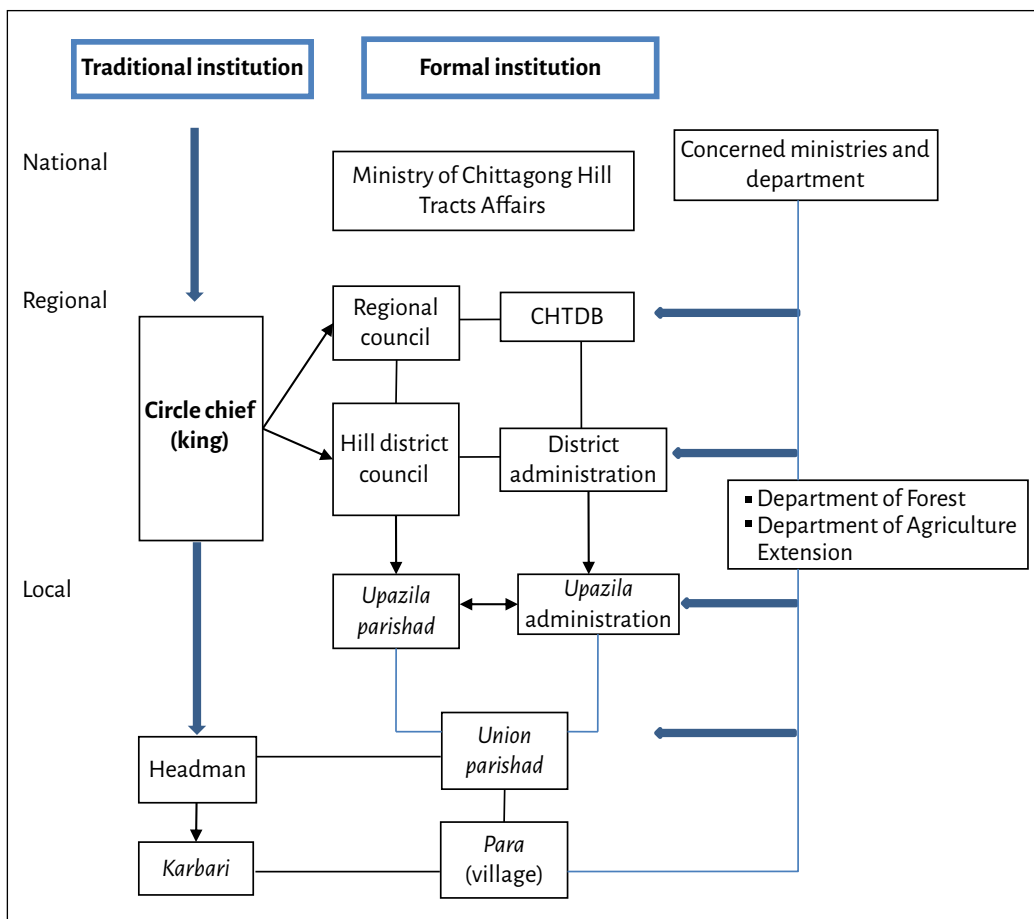 Traditional institution
Formal institution
National
Ministry of Chittagong Hill
Tracts Affairs
Concerned ministries and
department
Regional
Regional
council
CHTDB
Circle chief
(king)
Hill district
council
District
administration
▪ Department of Forest
▪ Department of Agriculture
Extension
Local
Upazila
parishad
Upazila
administration
Union
parishad
Headman
Karbari
Para
(village)